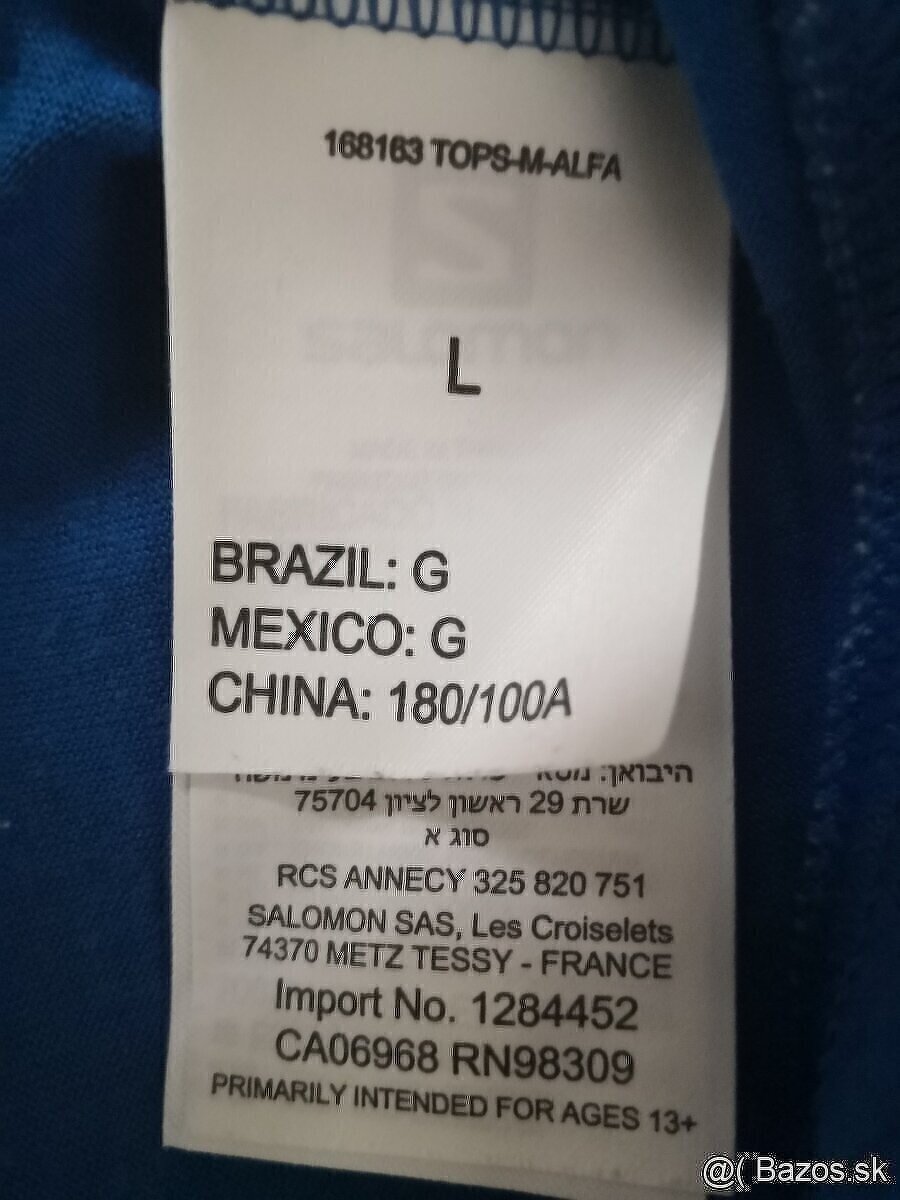 168163 TOPS-M-ALFA
SALOMON
L
BRAZIL: G
MEXICO: G
CHINA: 180/100A
היבואן:
שרת 29 ראשון לציון 75704
סוג א
RCS ANNECY 325 820 751
SALOMON SAS, Les Croiselets
74370 METZ TESSY - FRANCE
Import No. 1284452
CA06968 RN98309
PRIMARILY INTENDED FOR AGES 13+
@( Bazos.sk